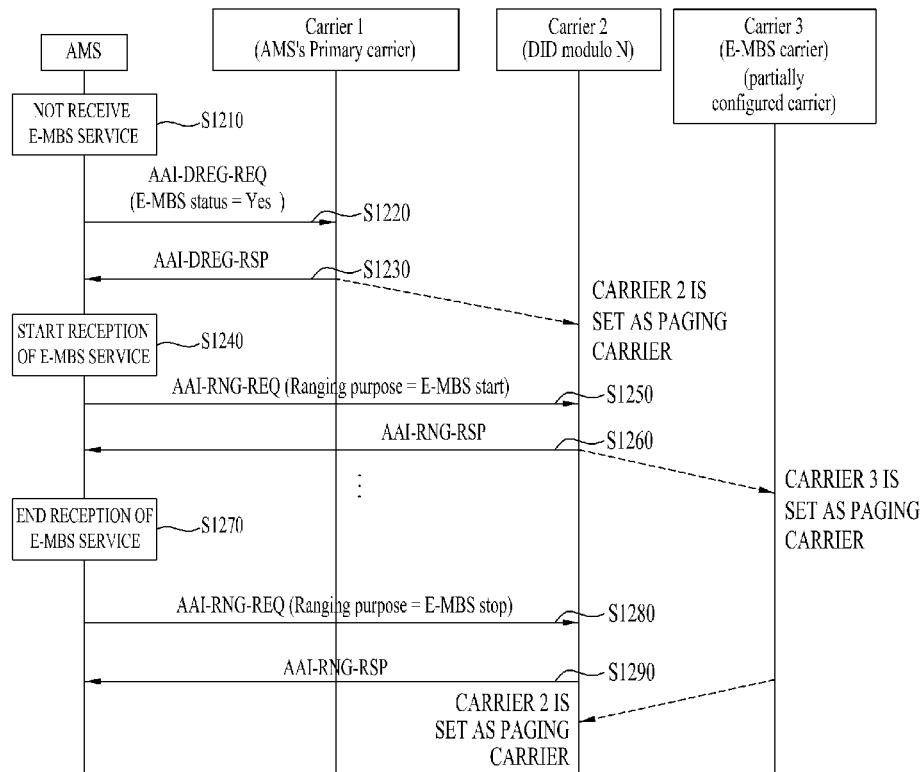 AMS
Carrier 1
(AMS's Primary carrier)
Carrier 2
(DID modulo N)
Carrier 3
(E-MBS carrier)
(partially
configured carrier)
NOT RECEIVE
E-MBS SERVICE
S1210
AAI-DREG-REQ
(E-MBS status = Yes )
S1220
AAI-DREG-RSP
S1230
CARRIER 2 IS
SET AS PAGING
CARRIER
START RECEPTION
OF E-MBS SERVICE
S1240
AAI-RNG-REQ (Ranging purpose = E-MBS start)
S1250
AAI-RNG-RSP
S1260
CARRIER 3 IS
SET AS PAGING
CARRIER
END RECEPTION OF
E-MBS SERVICE
S1270
AAI-RNG-REQ (Ranging purpose = E-MBS stop)
S1280
AAI-RNG-RSP
S1290
CARRIER 2 IS
SET AS PAGING
CARRIER